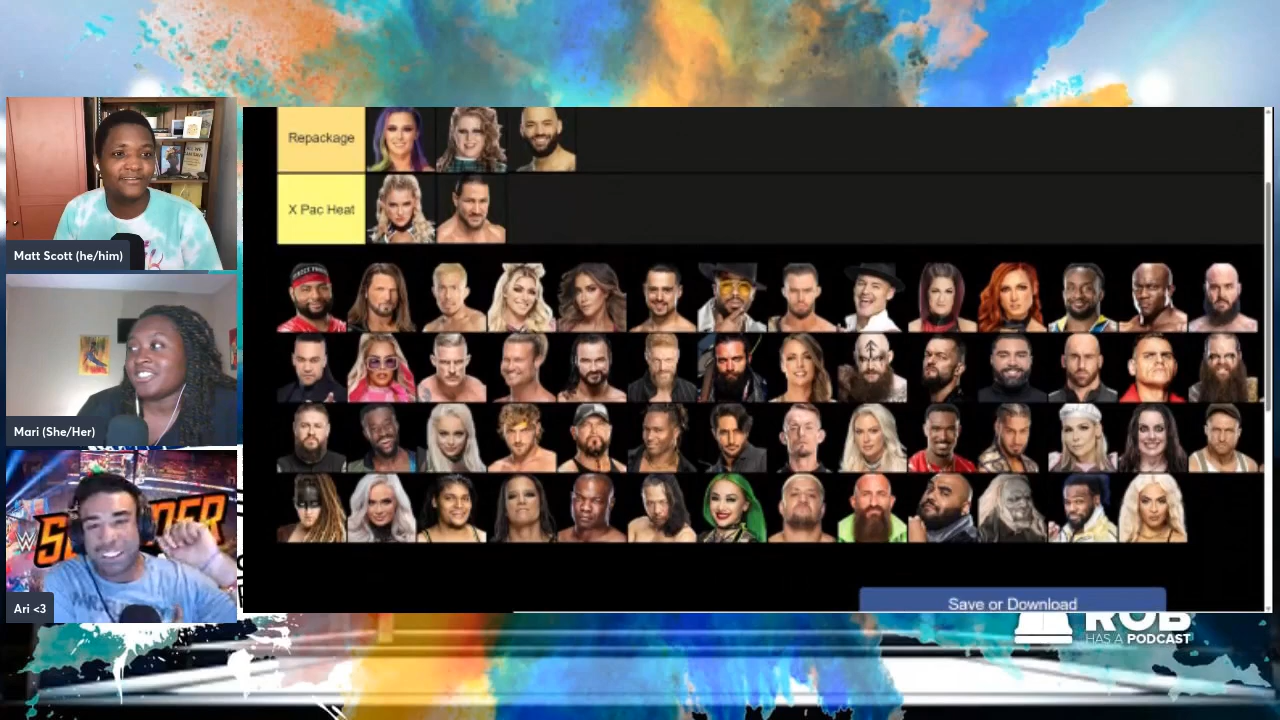 Matt Scott (he/him)
Mari (She/Her)
Ari <3
Repackage
X Pac Heat
Save or Download
ROB
HAS A PODCAST